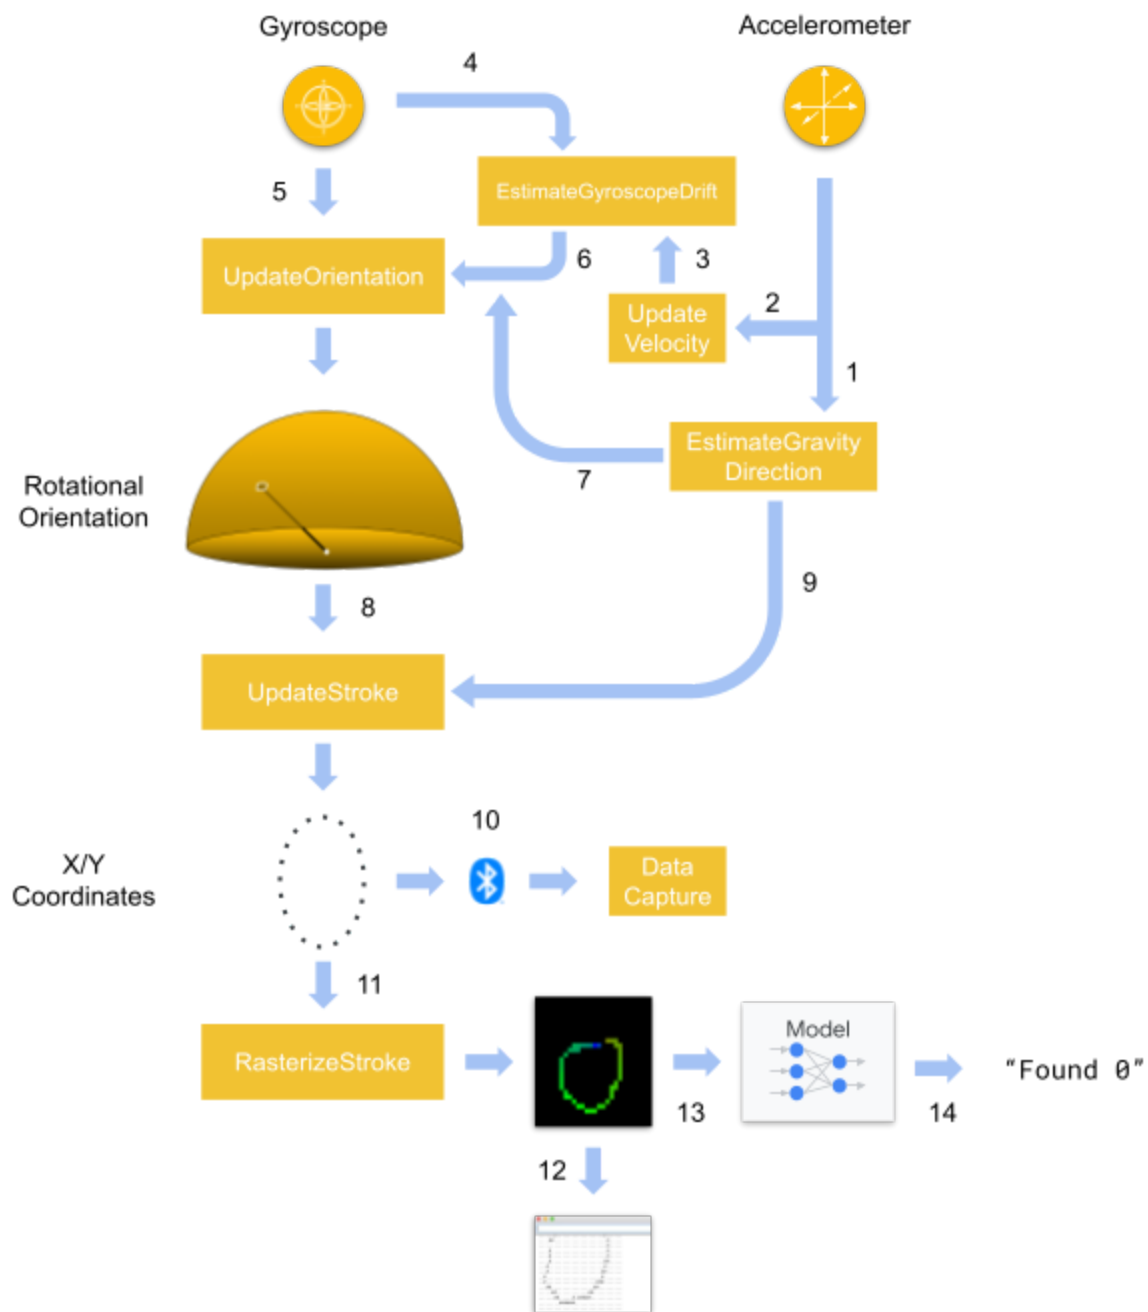 Gyroscope
Accelerometer
4
5
EstimateGyroscopeDrift
6
3
UpdateOrientation
2
Update
Velocity
1
EstimateGravity
Direction
7
Rotational
Orientation
9
8
UpdateStroke
10
X/Y
Coordinates
Data
Capture
11
RasterizeStroke
Model
"Found 0"
13
14
12